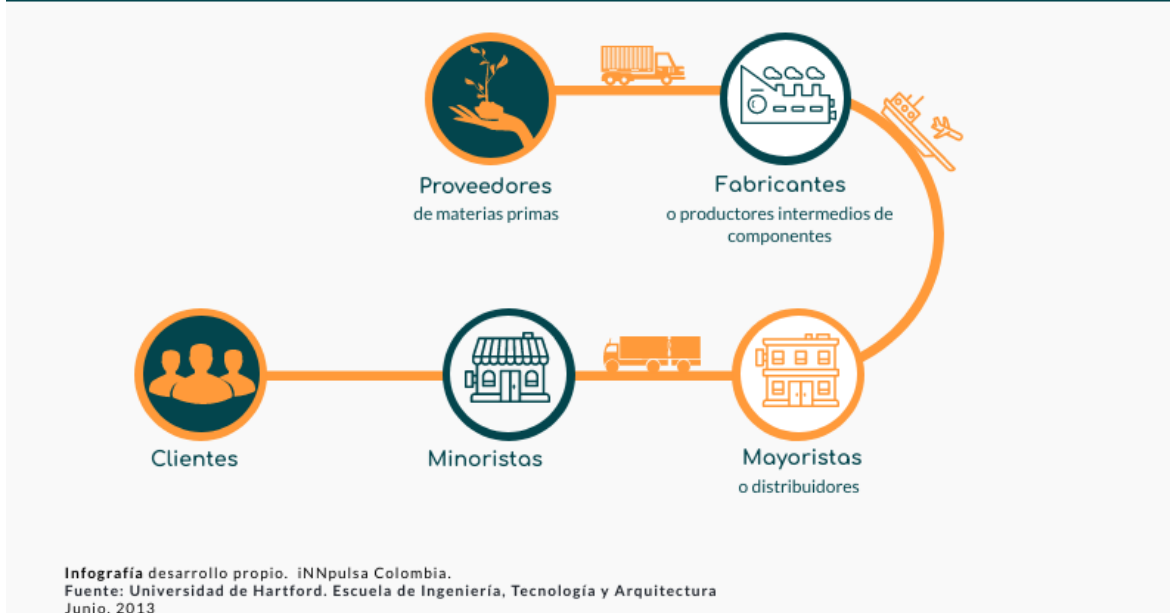 Proveedores
de materias primas
Fabricantes
o productores intermedios de
componentes
Clientes
Minoristas
Mayoristas
o distribuidores
Infografía desarrollo propio. iNNpulsa Colombia.
Fuente: Universidad de Hartford. Escuela de Ingeniería, Tecnología y Arquitectura
Junio, 2013